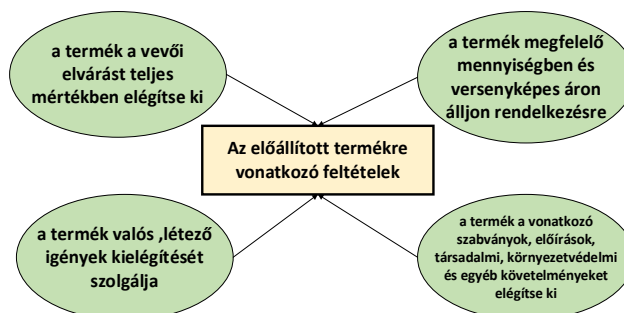 a termék a vevői
elvárást teljes
mértékben elégítse ki
a termék megfelelő
mennyiségben és
versenyképes áron
álljon rendelkezésre
Az előállított termékre
vonatkozó feltételek
a termék valós ,létező
igények kielégítését
szolgálja
a termék a vonatkozó
szabványok, előírások,
társadalmi, környezetvédelmi
és egyéb követelményeket
elégítse ki